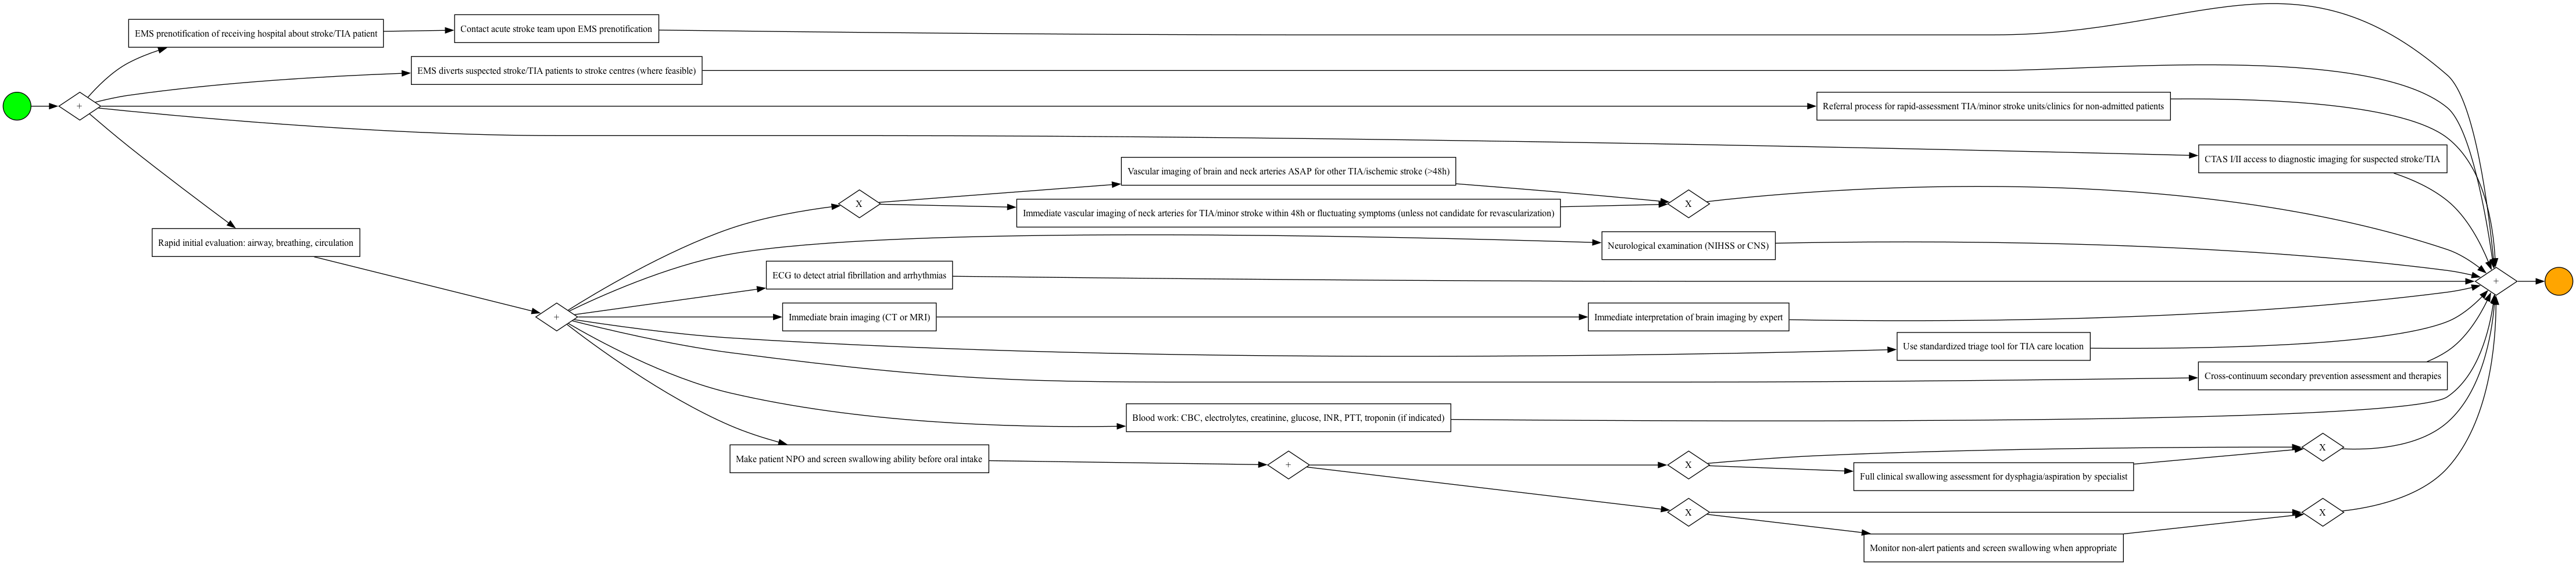 EMS prenotification of receiving hospital about stroke/TIA patient
Contact acute stroke team upon EMS prenotification
EMS diverts suspected stroke/TIA patients to stroke centres (where feasible)
+
Referral process for rapid-assessment TIA/minor stroke units/clinics for non-admitted patients
CTAS I/II access to diagnostic imaging for suspected stroke/TIA
Vascular imaging of brain and neck arteries ASAP for other TIA/ischemic stroke (>48h)
X
X
Immediate vascular imaging of neck arteries for TIA/minor stroke within 48h or fluctuating symptoms (unless not candidate for revascularization)
Rapid initial evaluation: airway, breathing, circulation
Neurological examination (NIHSS or CNS)
ECG to detect atrial fibrillation and arrhythmias
+
+
Immediate brain imaging (CT or MRI)
Immediate interpretation of brain imaging by expert
Use standardized triage tool for TIA care location
Cross-continuum secondary prevention assessment and therapies
Blood work: CBC, electrolytes, creatinine, glucose, INR, PTT, troponin (if indicated)
X
Make patient NPO and screen swallowing ability before oral intake
+
X
Full clinical swallowing assessment for dysphagia/aspiration by specialist
X
X
Monitor non-alert patients and screen swallowing when appropriate